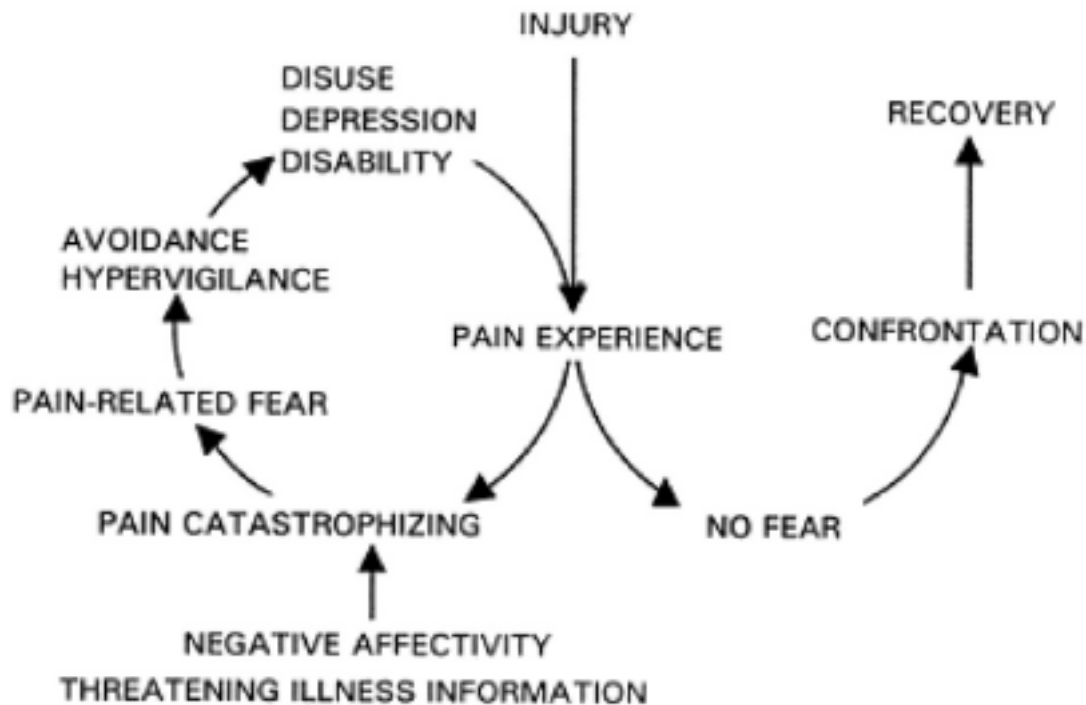 INJURY
DISUSE
DEPRESSION
DISABILITY
RECOVERY
AVOIDANCE
HYPERVIGILANCE
PAIN EXPERIENCE
CONFRONTATION
PAIN-RELATED FEAR
PAIN CATASTROPHIZING
NO FEAR
NEGATIVE AFFECTIVITY
THREATENING ILLNESS INFORMATION